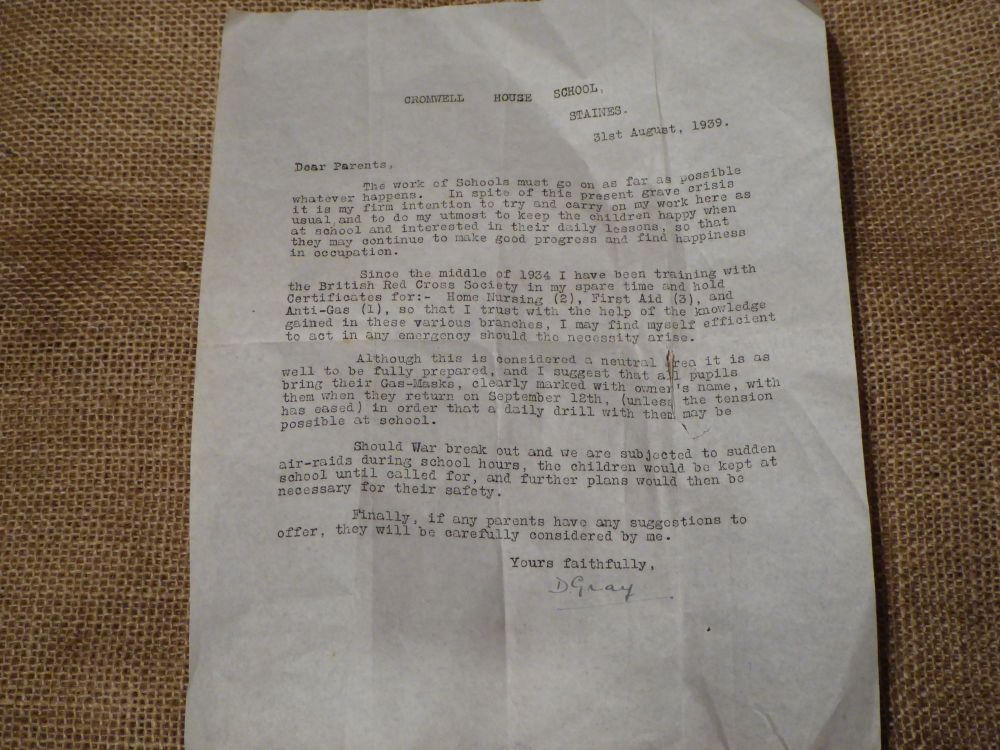 CROMWELL HOUSE SCHOOL,
STAINES.
31st August, 1939.
Dear Parents,
The work of Schools must go on as far as possible
whatever happens. In spite of this present grave crisis
it is my firm intention to try and carry on my work here as
usual and to do my utmost to keep the children happy when
at school and interested in their daily lessons, so that
they may continue to make good progress and find happiness
in occupation.
Since the middle of 1934 I have been training with
the British Red Cross Society in my spare time and hold
Certificates for:- Home Nursing (2), First Aid (3), and
Anti-Gas (1), so that I trust with the help of the knowledge
gained in these various branches, I may find myself efficient
to act in any emergency should the necessity arise.
Although this is considered a neutral area it is as
well to be fully prepared, and I suggest that all pupils
bring their Gas-Masks, clearly marked with owner's name, with
them when they return on September 12th, (unless the tension
has eased) in order that a daily drill with them may be
possible at school.
Should War break out and we are subjected to sudden
air-raids during school hours, the children would be kept at
school until called for, and further plans would then be
necessary for their safety.
Finally, if any parents have any suggestions to
offer, they will be carefully considered by me.
Yours faithfully,
D. Gray